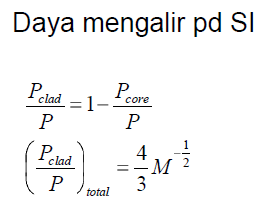 Daya mengalir pd SI
P_clad / P = 1 − P_core / P
(P_clad / P)_total = 4/3 M^(−1/2)